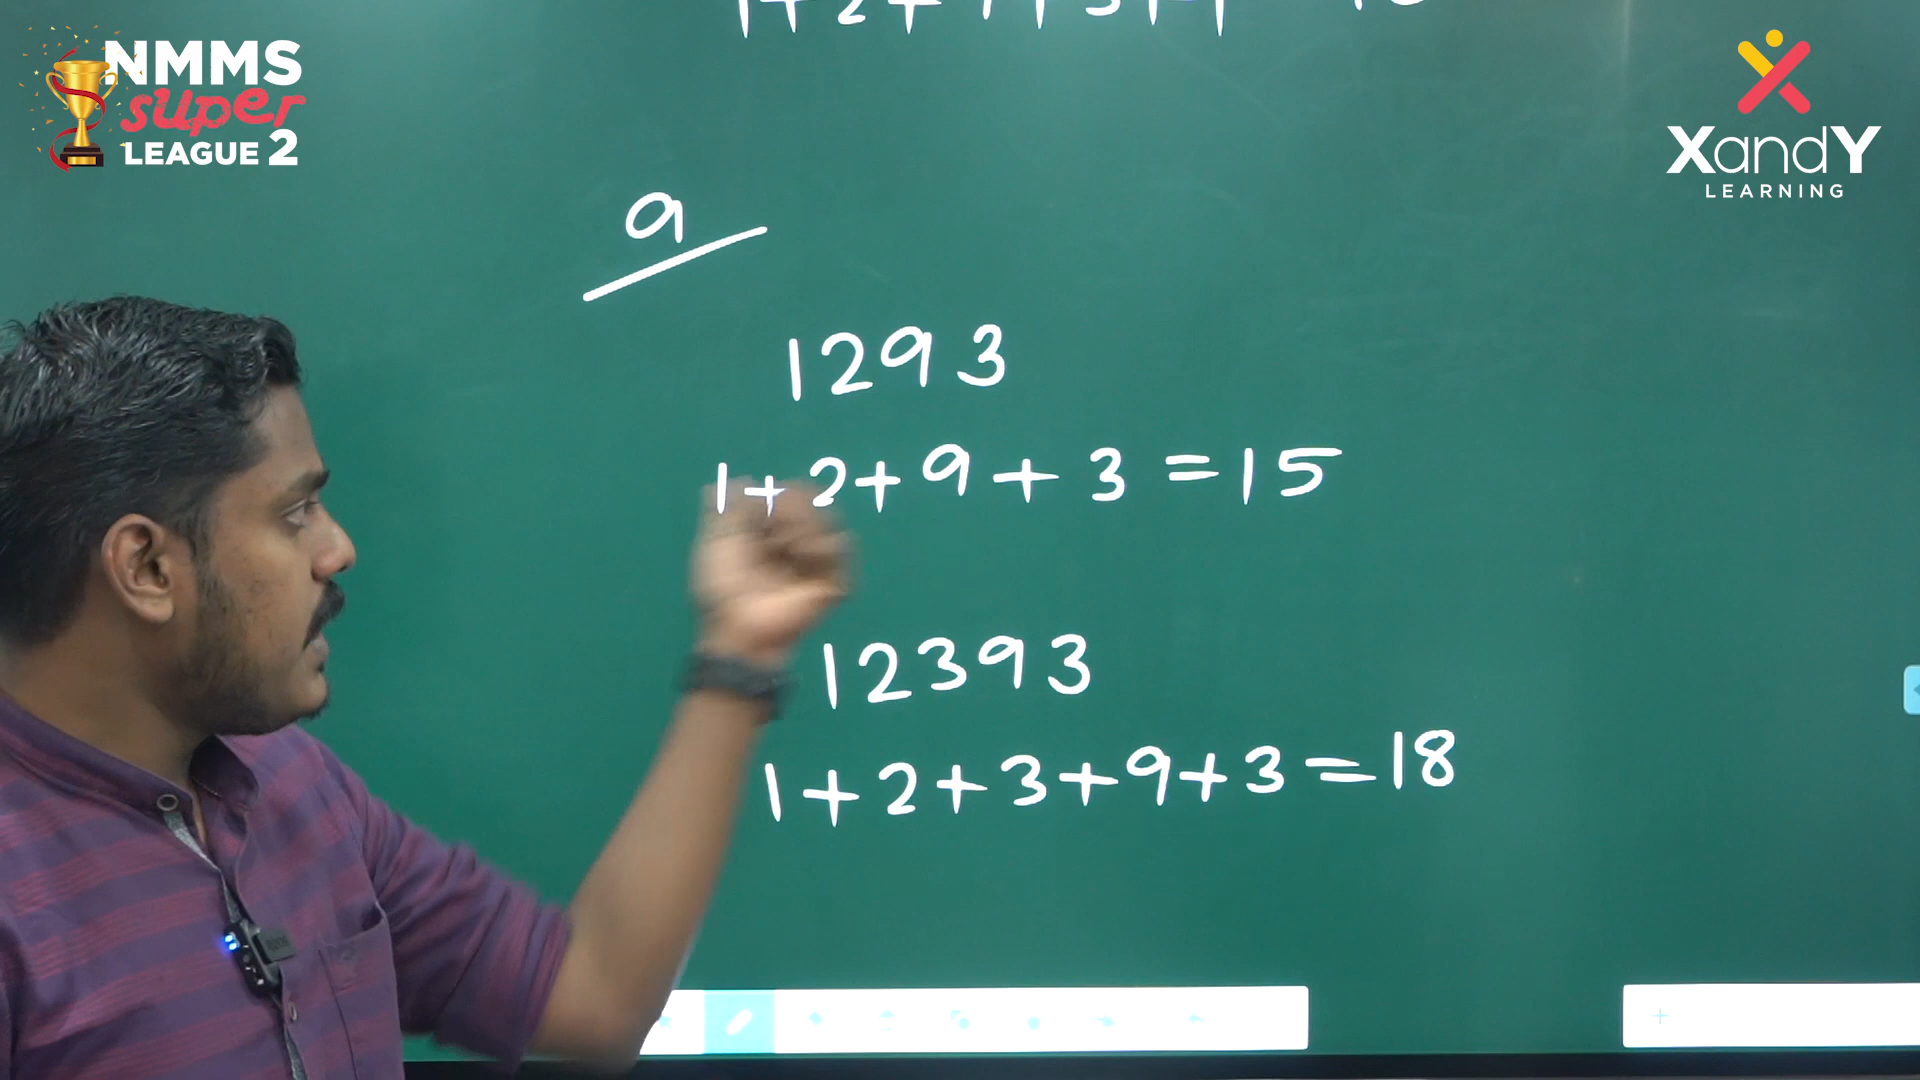 NMMS
super
LEAGUE 2
XandY
LEARNING
9
1293
1+2+9+3=15
12393
1+2+3+9+3=18